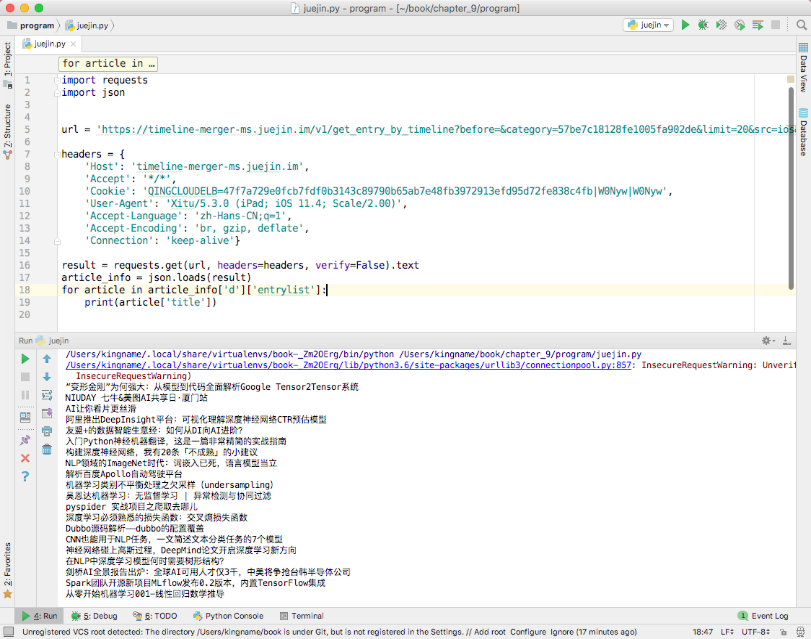 juejin.py - program - [~/book/chapter_9/program]
program
juejin.py
juejin
juejin.py
1: Project
for article in …
1 import requests
2 import json
3
4
5 url = 'https://timeline-merger-ms.juejin.im/v1/get_entry_by_timeline?before=&category=57be7c18128fe1005fa902de&limit=20&src=ios
6
7 headers = {
8 'Host': 'timeline-merger-ms.juejin.im',
9 'Accept': '*/*',
10 'Cookie': 'QINGCLOUDELB=47f7a729e0fcb7fdf0b3143c89790b65ab7e48fb3972913efd95d72fe838c4fb|W0Nyw|W0Nyw',
11 'User-Agent': 'Xitu/5.3.0 (iPad; iOS 11.4; Scale/2.00)',
12 'Accept-Language': 'zh-Hans-CN;q=1',
13 'Accept-Encoding': 'br, gzip, deflate',
14 'Connection': 'keep-alive'}
15
16 result = requests.get(url, headers=headers, verify=False).text
17 article_info = json.loads(result)
18 for article in article_info['d']['entrylist']:
19 print(article['title'])
20
Z: Structure
Data View
Database
Run juejin
/Users/kingname/.local/share/virtualenvs/book-_Zm2OErg/bin/python /Users/kingname/book/chapter_9/program/juejin.py
/Users/kingname/.local/share/virtualenvs/book-_Zm2OErg/lib/python3.6/site-packages/urllib3/connectionpool.py:857: InsecureRequestWarning: Unverif
InsecureRequestWarning)
“变形金刚”为何强大：从模型到代码全面解析Google Tensor2Tensor系统
NIUDAY 七牛&美图AI共享日·厦门站
AI让你看片更丝滑
阿里推出DeepInsight平台：可视化理解深度神经网络CTR预估模型
友盟+的数据智能生意经：如何从DI向AI进阶?
入门Python神经机器翻译，这是一篇非常精简的实战指南
构建深度神经网络，我有20条「不成熟」的小建议
NLP领域的ImageNet时代：词嵌入已死，语言模型当立
解析百度Apollo自动驾驶平台
机器学习类别不平衡处理之欠采样（undersampling）
吴恩达机器学习：无监督学习 | 异常检测与协同过滤
pyspider 实战项目之爬取去哪儿
深度学习必须熟悉的损失函数：交叉熵损失函数
Dubbo源码解析——dubbo的配置覆盖
CNN也能用于NLP任务，一文简述文本分类任务的7个模型
神经网络碰上高斯过程，DeepMind论文开启深度学习新方向
在NLP中深度学习模型何时需要树形结构?
剑桥AI全景报告出炉：全球AI可用人才仅3千，中美将争抢台韩半导体公司
Spark团队开源新项目MLflow发布0.2版本，内置TensorFlow集成
从零开始机器学习001-线性回归数学推导
2: Favorites
4: Run
5: Debug
6: TODO
Python Console
Terminal
1 Event Log
Unregistered VCS root detected: The directory /Users/kingname/book is under Git, but is not registered in the Settings. // Add root Configure Ignore (17 minutes ago)
18:47 LF÷ UTF-8÷